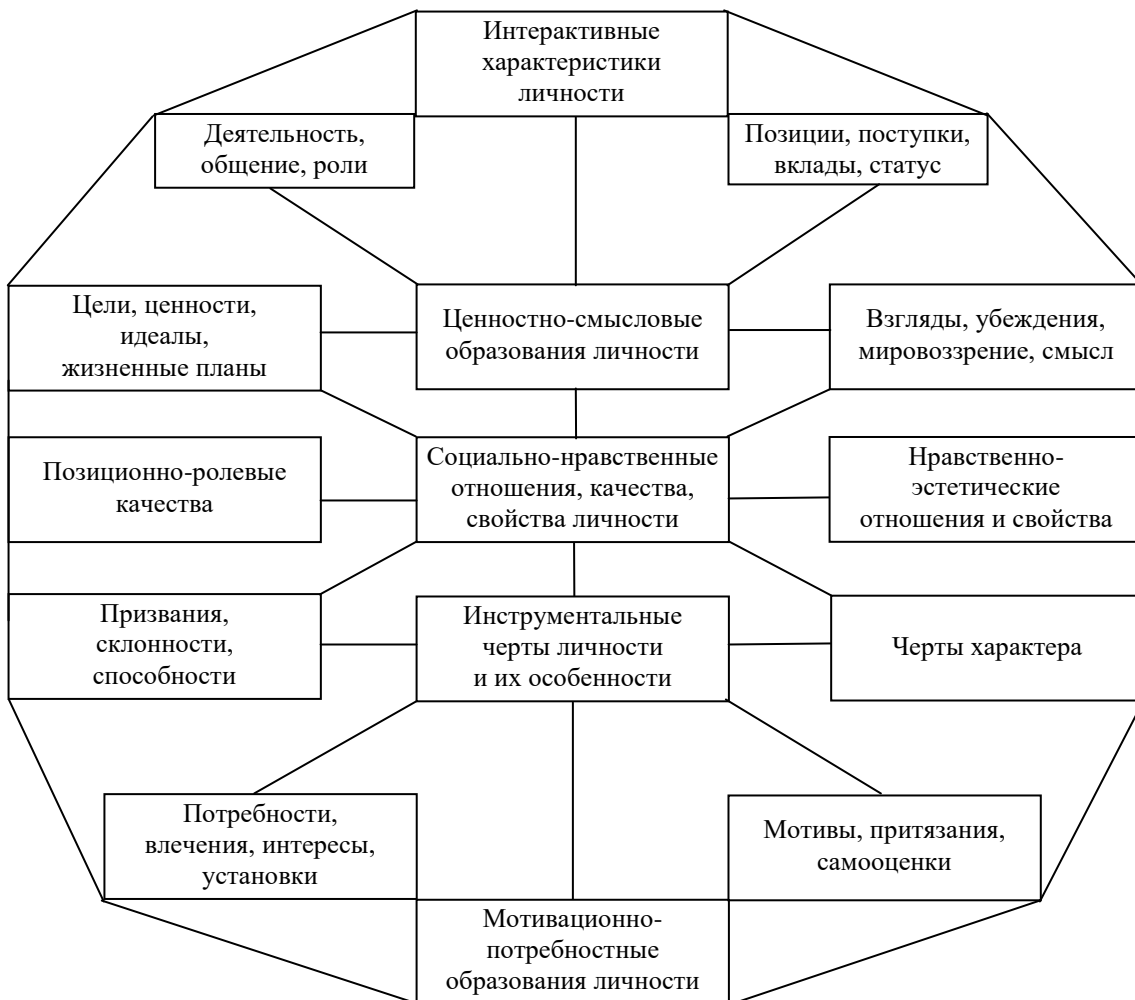 Интерактивные
характеристики
личности
Деятельность,
общение, роли
Позиции, поступки,
вклады, статус
Цели, ценности,
идеалы,
жизненные планы
Ценностно-смысловые
образования личности
Взгляды, убеждения,
мировоззрение, смысл
Позиционно-ролевые
качества
Социально-нравственные
отношения, качества,
свойства личности
Нравственно-
эстетические
отношения и свойства
Призвания,
склонности,
способности
Инструментальные
черты личности
и их особенности
Черты характера
Потребности,
влечения, интересы,
установки
Мотивы, притязания,
самооценки
Мотивационно-
потребностные
образования личности